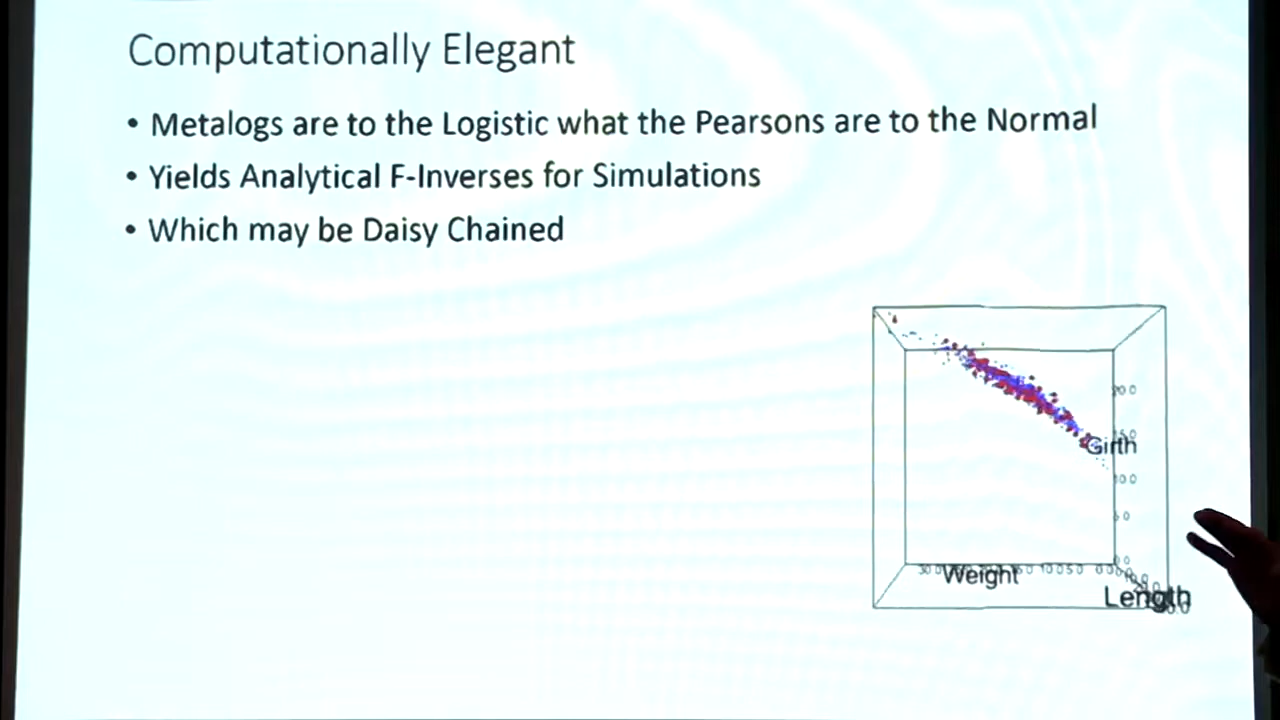 Computationally Elegant
• Metalogs are to the Logistic what the Pearsons are to the Normal
• Yields Analytical F-Inverses for Simulations
• Which may be Daisy Chained
Girth
Weight
Length